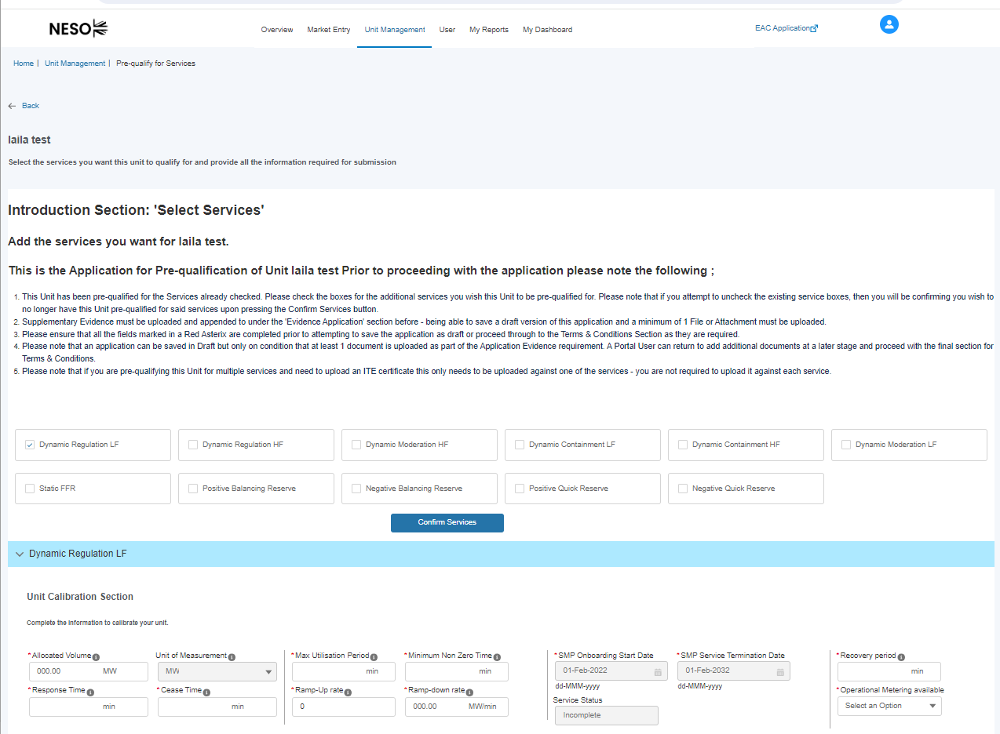 NESO
Overview Market Entry Unit Management User My Reports My Dashboard EAC Application
Home | Unit Management | Pre-qualify for Services
Back
laila test
Select the services you want this unit to qualify for and provide all the information required for submission
Introduction Section: 'Select Services'
Add the services you want for laila test.
This is the Application for Pre-qualification of Unit laila test Prior to proceeding with the application please note the following ;
1. This Unit has been pre-qualified for the Services already checked. Please check the boxes for the additional services you wish this Unit to be pre-qualified for. Please note that if you attempt to uncheck the existing service boxes, then you will be confirming you wish to
no longer have this Unit pre-qualified for said services upon pressing the Confirm Services button.
2. Supplementary Evidence must be uploaded and appended to under the 'Evidence Application' section before - being able to save a draft version of this application and a minimum of 1 File or Attachment must be uploaded.
3. Please ensure that all the fields marked in a Red Asterix are completed prior to attempting to save the application as draft or proceed through to the Terms & Conditions Section as they are required.
4. Please note that an application can be saved in Draft but only on condition that at least 1 document is uploaded as part of the Application Evidence requirement. A Portal User can return to add additional documents at a later stage and proceed with the final section for
Terms & Conditions.
5. Please note that if you are pre-qualifying this Unit for multiple services and need to upload an ITE certificate this only needs to be uploaded against one of the services - you are not required to upload it against each service.
Dynamic Regulation LF Dynamic Regulation HF Dynamic Moderation HF Dynamic Containment LF Dynamic Containment HF Dynamic Moderation LF
Static FFR Positive Balancing Reserve Negative Balancing Reserve Positive Quick Reserve Negative Quick Reserve
Confirm Services
Dynamic Regulation LF
Unit Calibration Section
Complete the information to calibrate your unit.
*Allocated Volume Unit of Measurement *Max Utilisation Period *Minimum Non Zero Time *SMP Onboarding Start Date *SMP Service Termination Date *Recovery period
000.00 MW MW min min 01-Feb-2022 01-Feb-2032 min
dd-MMM-yyyy dd-MMM-yyyy
*Response Time *Cease Time *Ramp-Up rate *Ramp-down rate *Operational Metering available
Service Status
min min 0 000.00 MW/min Select an Option
Incomplete